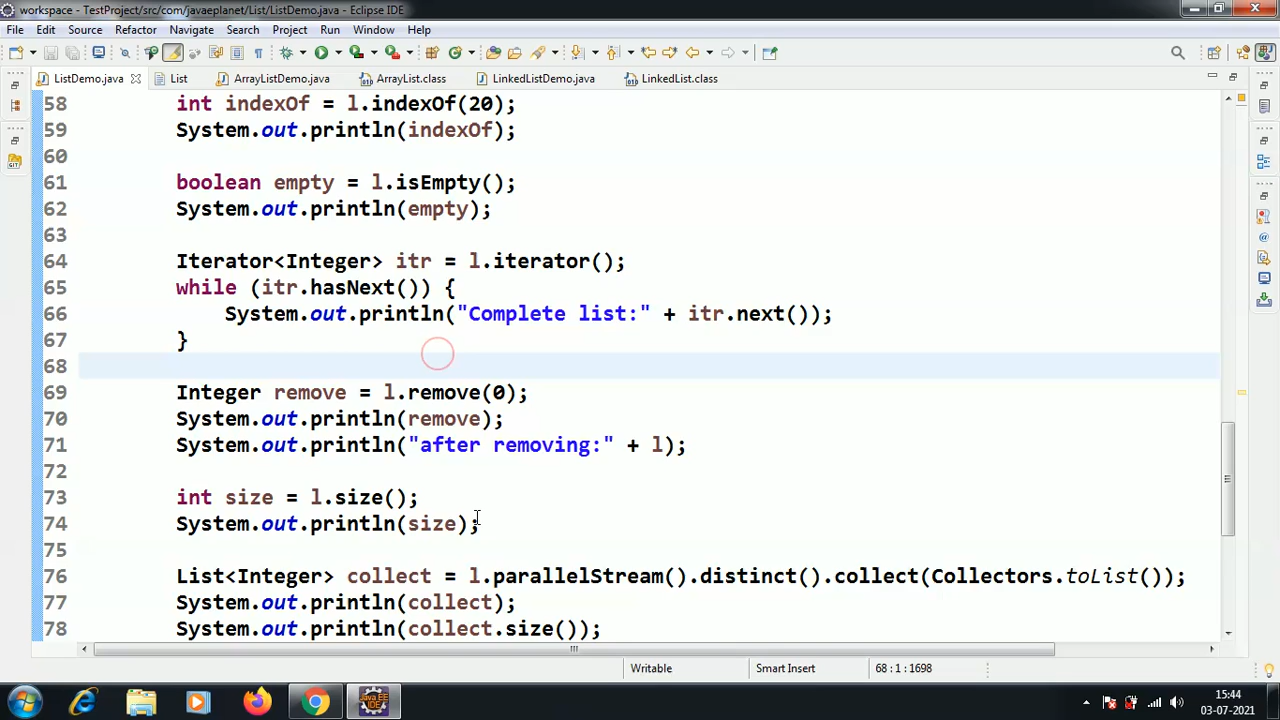 workspace - TestProject/src/com/javaeplanet/List/ListDemo.java - Eclipse IDE
File Edit Source Refactor Navigate Search Project Run Window Help
ListDemo.java List ArrayListDemo.java ArrayList.class LinkedListDemo.java LinkedList.class
58 int indexOf = l.indexOf(20);
59 System.out.println(indexOf);
60
61 boolean empty = l.isEmpty();
62 System.out.println(empty);
63
64 Iterator<Integer> itr = l.iterator();
65 while (itr.hasNext()) {
66 System.out.println("Complete list:" + itr.next());
67 }
68
69 Integer remove = l.remove(0);
70 System.out.println(remove);
71 System.out.println("after removing:" + l);
72
73 int size = l.size();
74 System.out.println(size);
75
76 List<Integer> collect = l.parallelStream().distinct().collect(Collectors.toList());
77 System.out.println(collect);
78 System.out.println(collect.size());
Writable Smart Insert 68 : 1 : 1698
15:44
03-07-2021